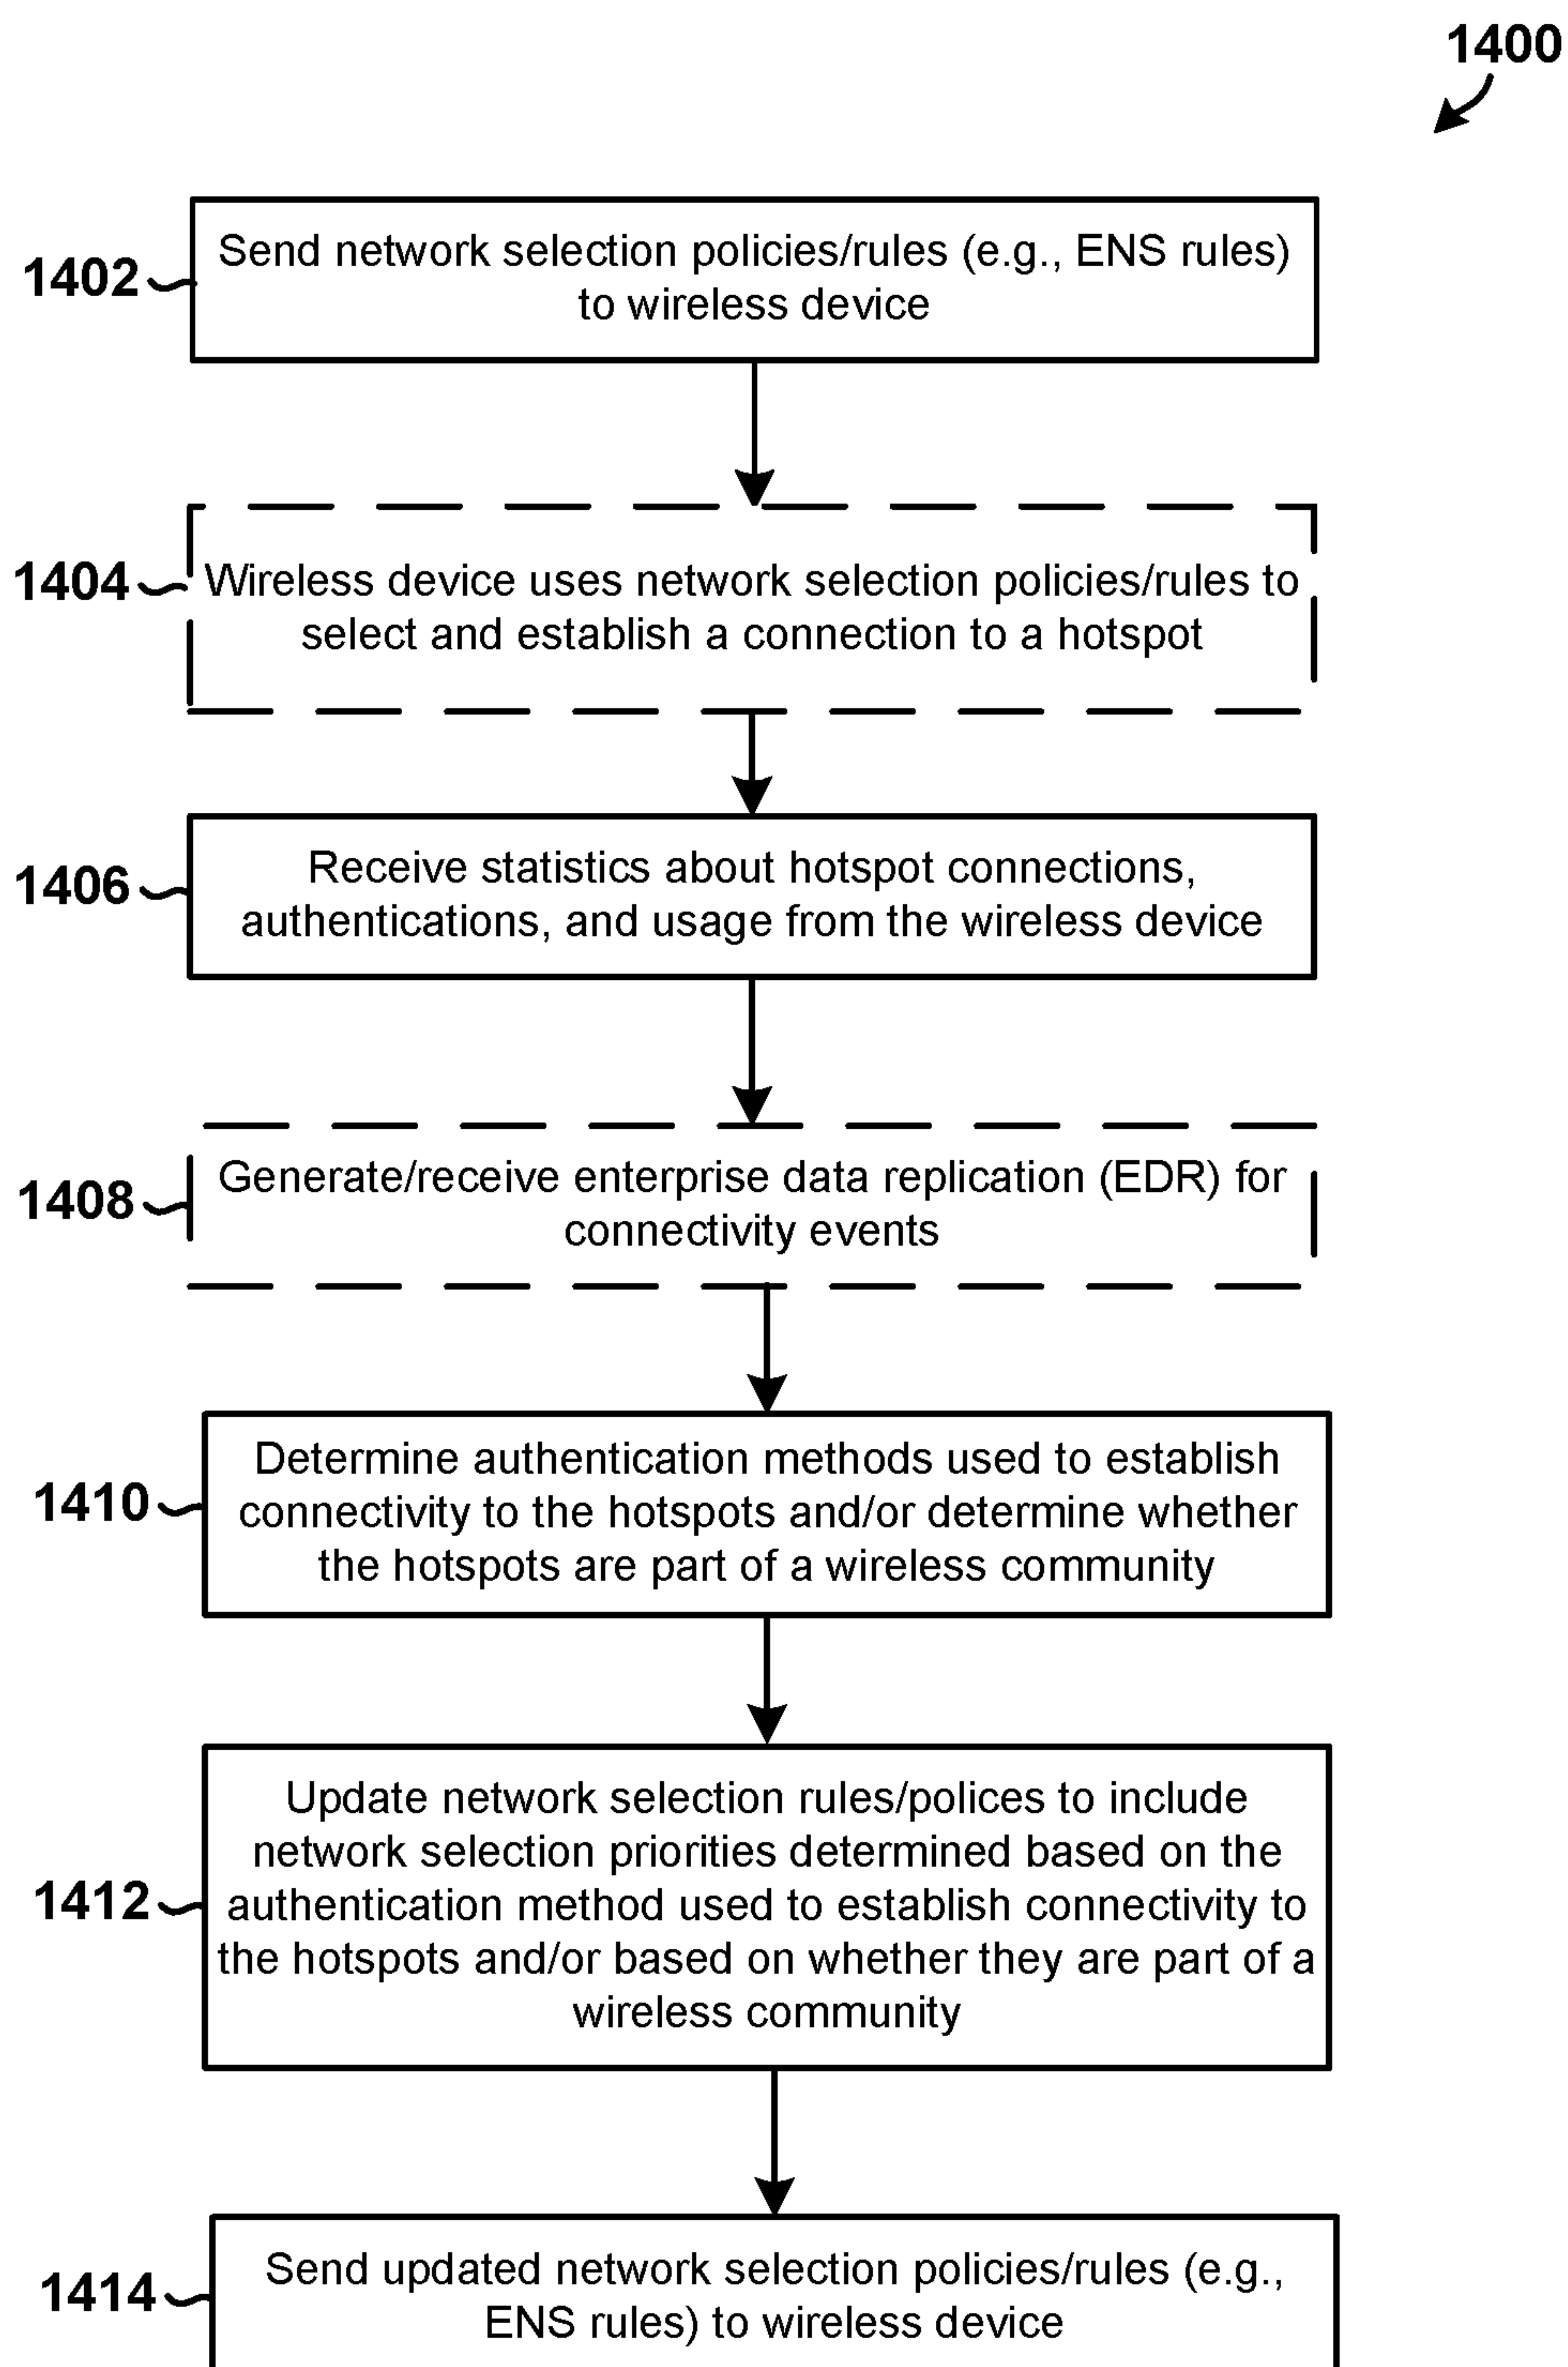 1400
1402
Send network selection policies/rules (e.g., ENS rules)
to wireless device
1404
Wireless device uses network selection policies/rules to
select and establish a connection to a hotspot
1406
Receive statistics about hotspot connections,
authentications, and usage from the wireless device
1408
Generate/receive enterprise data replication (EDR) for
connectivity events
1410
Determine authentication methods used to establish
connectivity to the hotspots and/or determine whether
the hotspots are part of a wireless community
1412
Update network selection rules/polices to include
network selection priorities determined based on the
authentication method used to establish connectivity to
the hotspots and/or based on whether they are part of a
wireless community
1414
Send updated network selection policies/rules (e.g.,
ENS rules) to wireless device